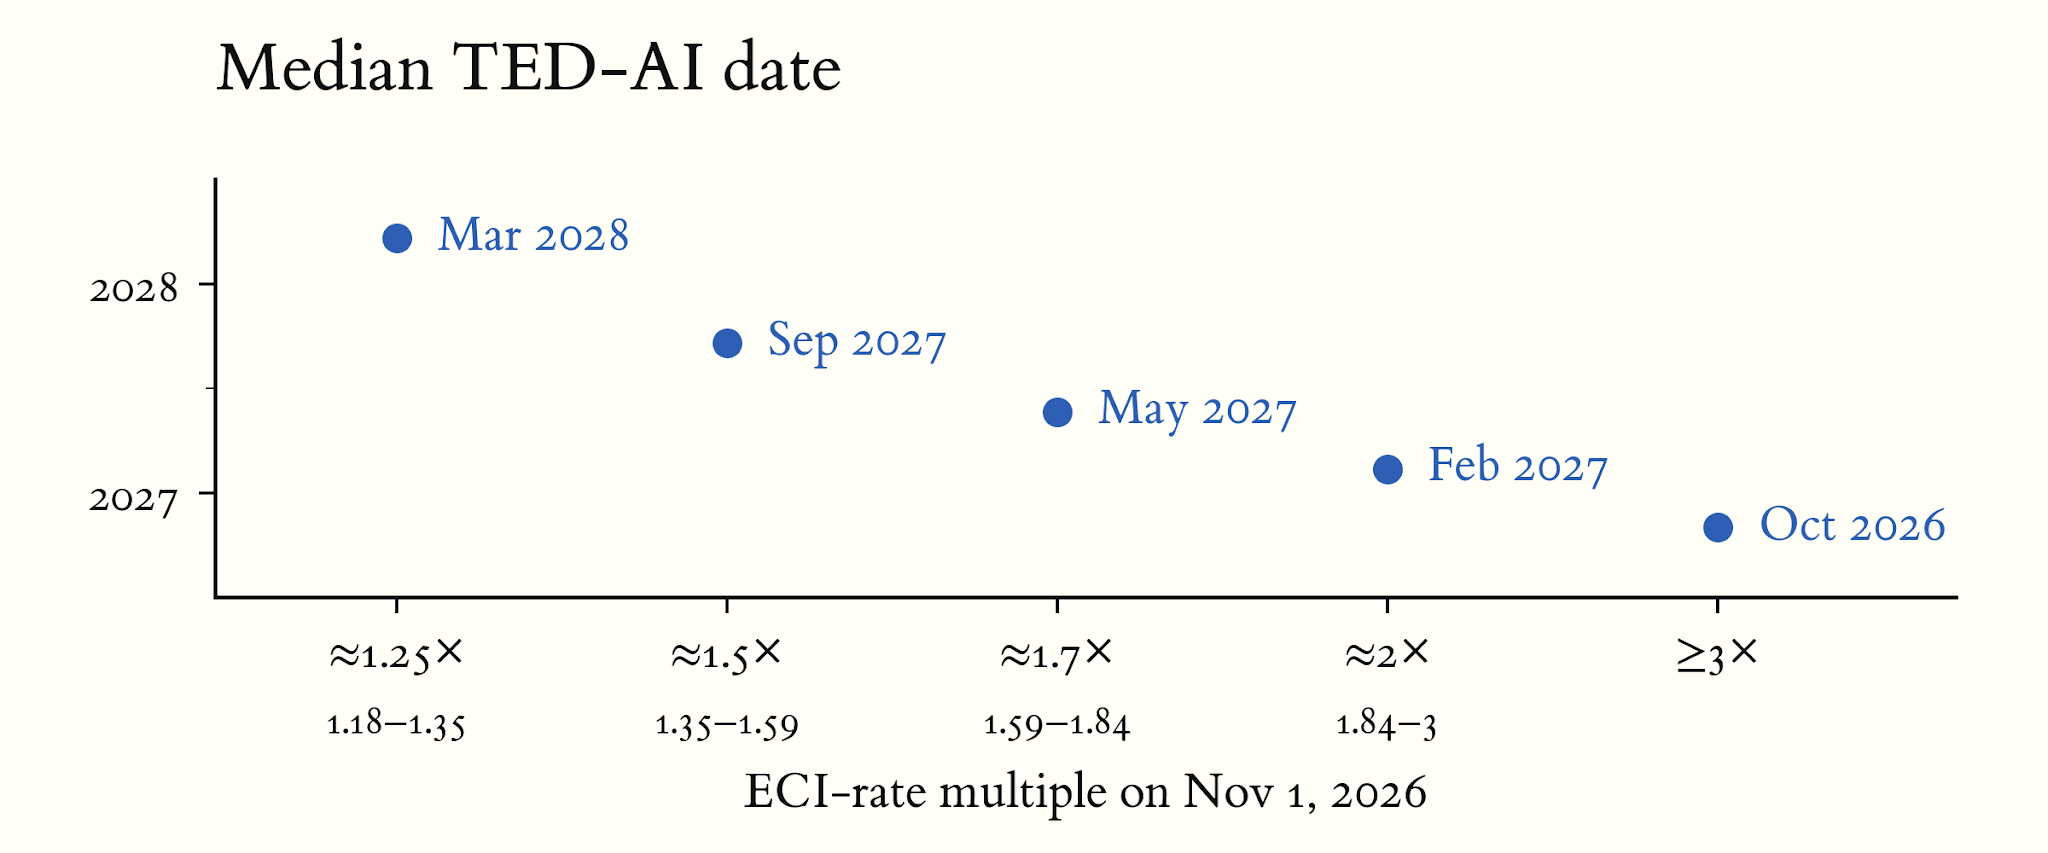 Median TED-AI date
Mar 2028
2028
Sep 2027
May 2027
Feb 2027
2027
Oct 2026
≈1.25× ≈1.5× ≈1.7× ≈2× ≥3×
1.18–1.35 1.35–1.59 1.59–1.84 1.84–3
ECI-rate multiple on Nov 1, 2026